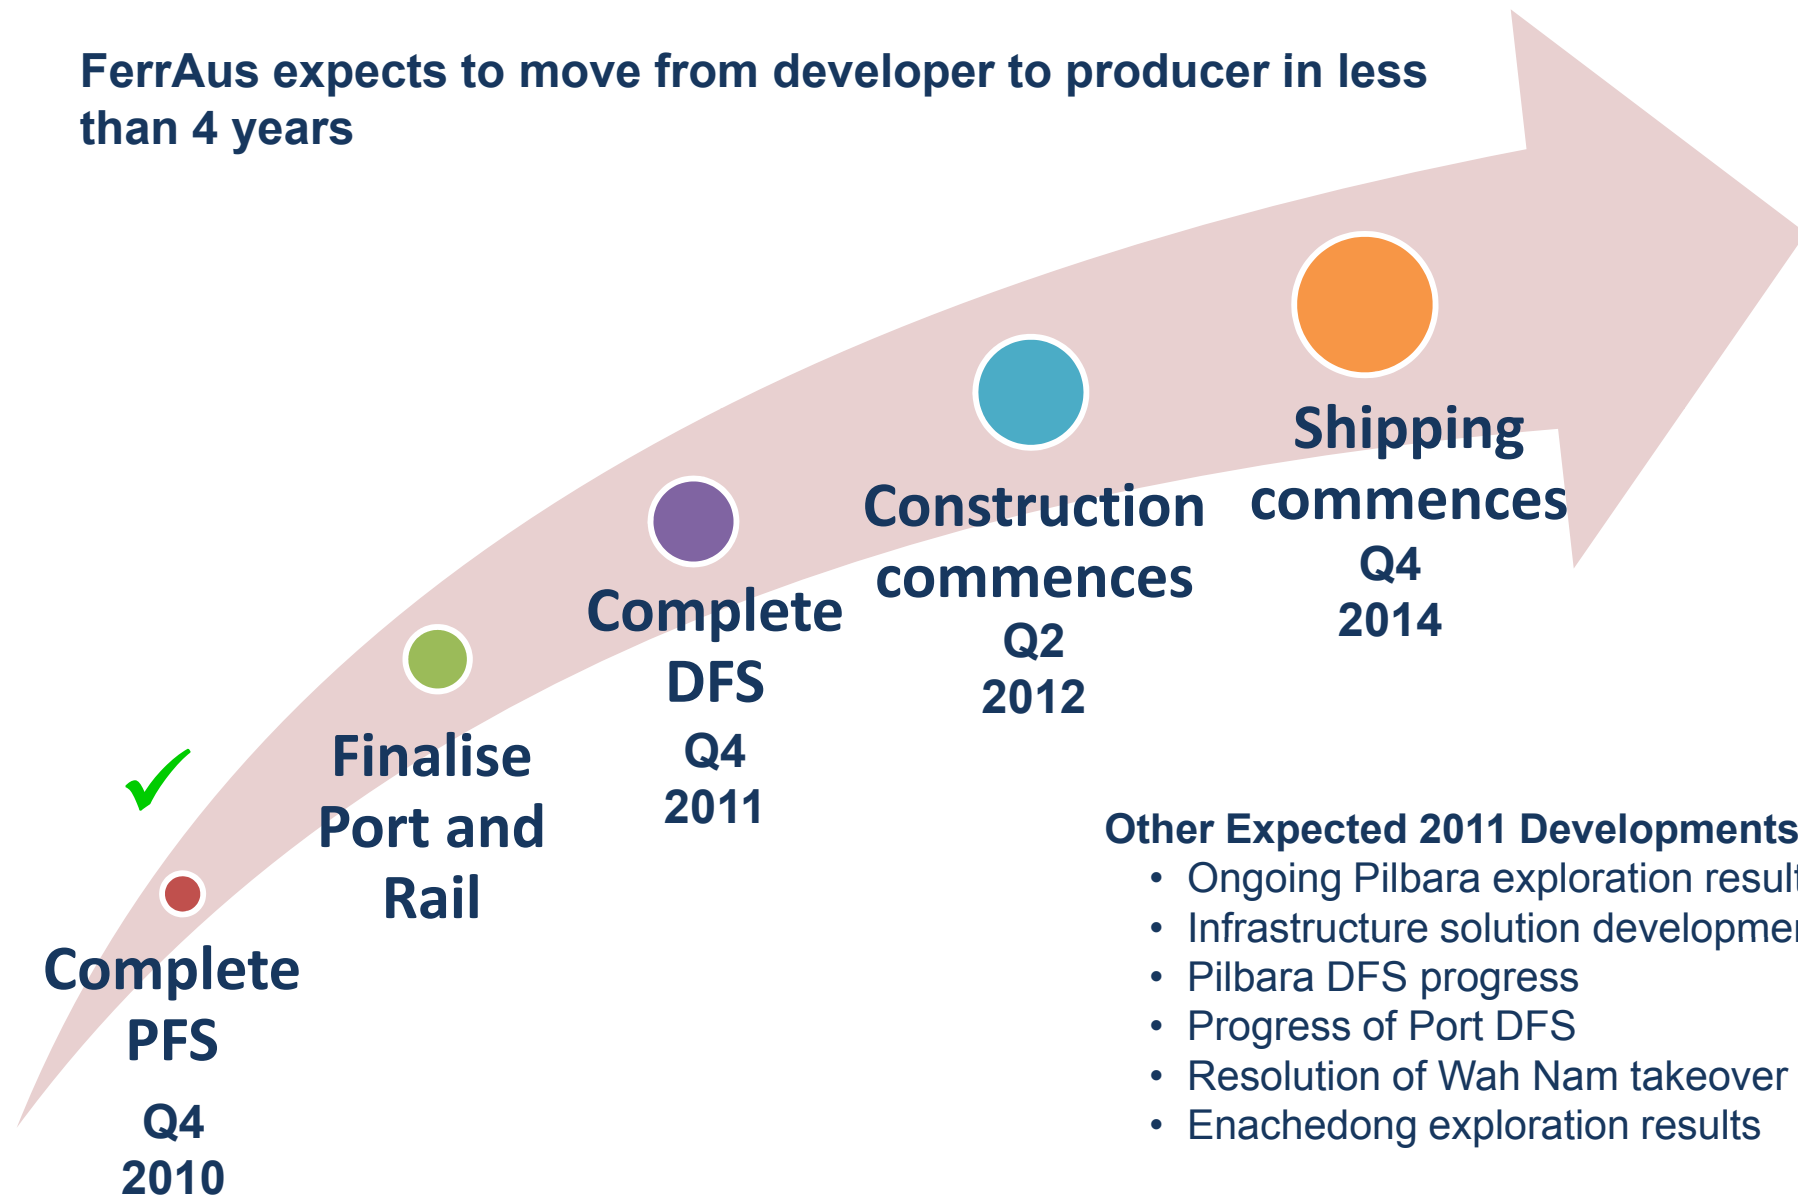 FerrAus expects to move from developer to producer in less
than 4 years
Complete
PFS
Q4
2010
Finalise
Port and
Rail
Complete
DFS
Q4
2011
Construction
commences
Q2
2012
Shipping
commences
Q4
2014
Other Expected 2011 Developments
• Ongoing Pilbara exploration
• Infrastructure solution
• Pilbara DFS progress
• Progress of Port DFS
• Resolution of Wah Nam takeover
• Enachedong exploration results